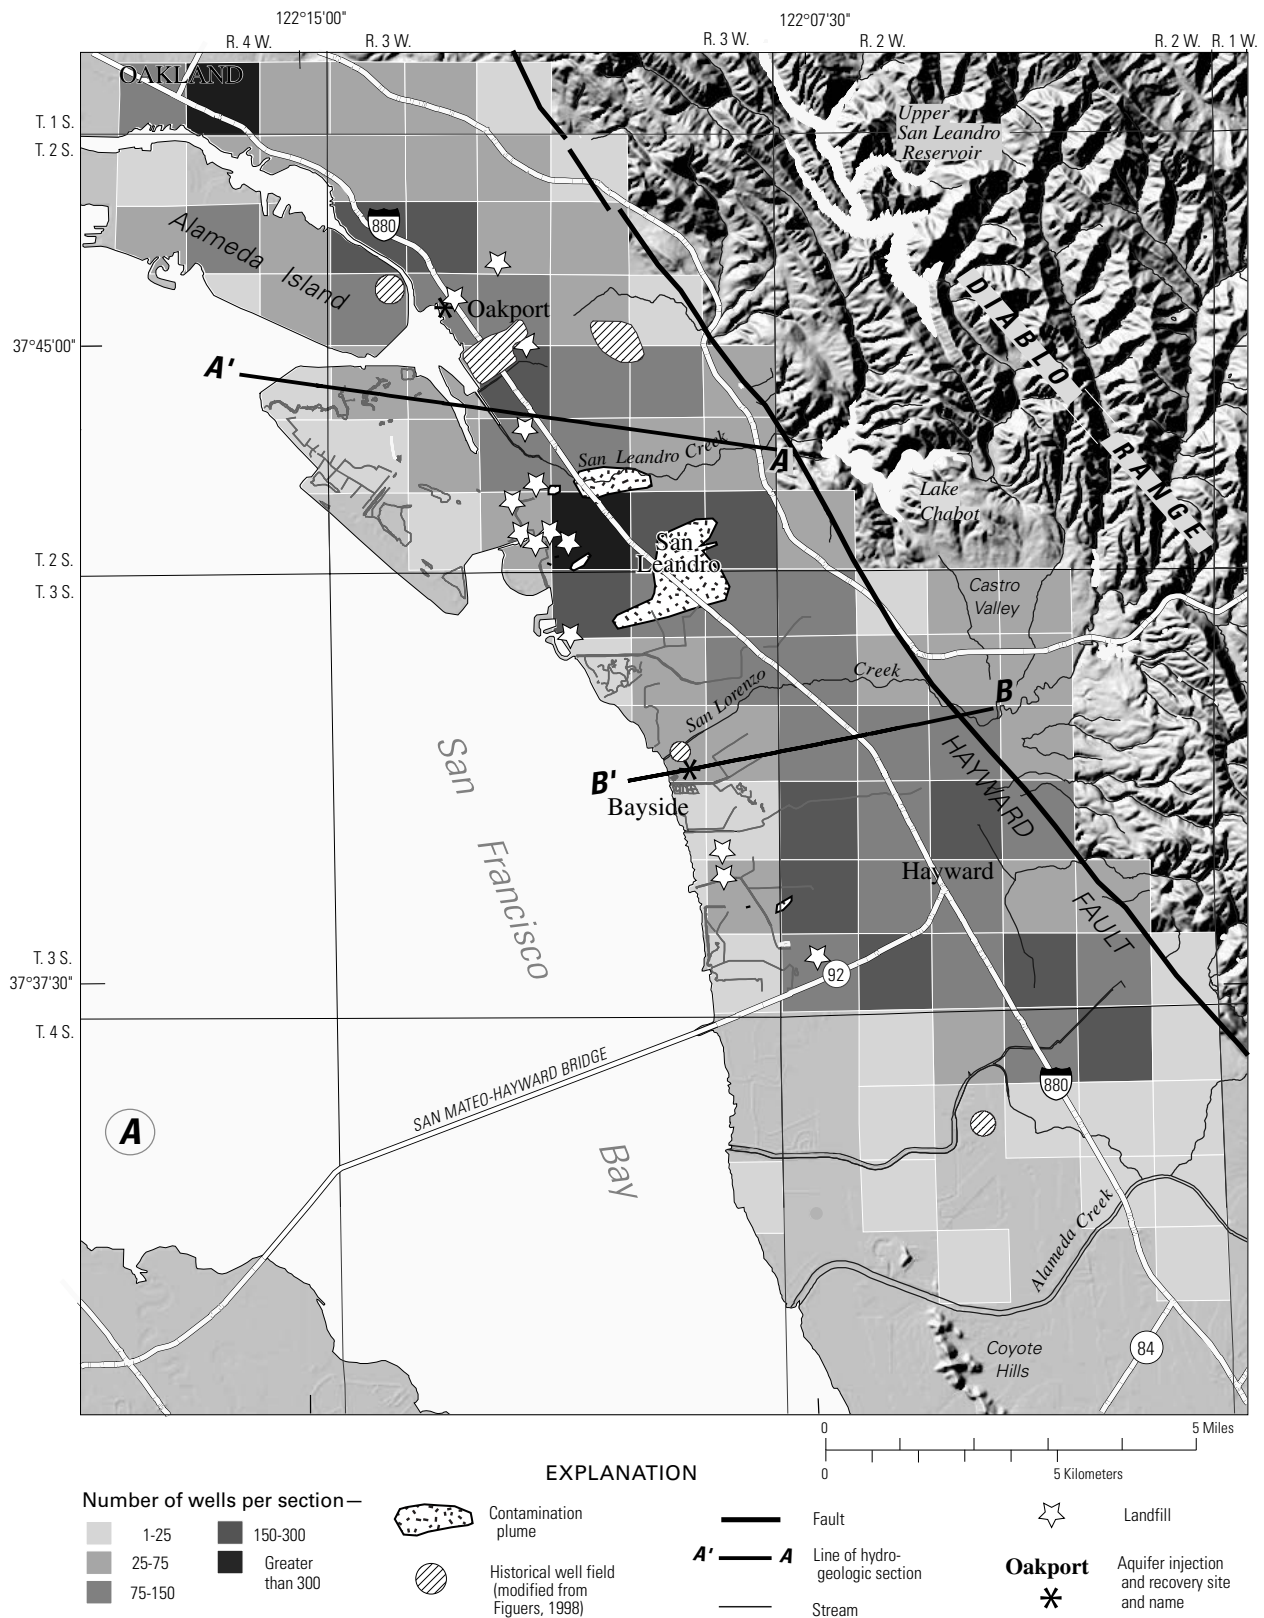 122°15'00"
122°07'30"
R. 4 W.
R. 3 W.
R. 3 W.
R. 2 W.
R. 2 W.
R. 1 W.
OAKLAND
T. 1 S.
T. 2 S.
Upper
San Leandro
Reservoir
880
Alameda Island
Oakport
DIABLO RANGE
37°45'00"
A'
A
San Leandro Creek
Lake
Chabot
San
Leandro
T. 2 S.
T. 3 S.
Castro
Valley
San Lorenzo Creek
B
B'
Bayside
HAYWARD FAULT
Hayward
San Francisco Bay
T. 3 S.
37°37'30"
T. 4 S.
92
SAN MATEO-HAYWARD BRIDGE
880
A
Alameda Creek
Coyote
Hills
84
0 5 Miles
0 5 Kilometers
EXPLANATION
Number of wells per section—
1-25
25-75
75-150
150-300
Greater
than 300
Contamination
plume
Historical well field
(modified from
Figuers, 1998)
Fault
A' A
Line of hydro-
geologic section
Stream
Landfill
Oakport
Aquifer injection
and recovery site
and name